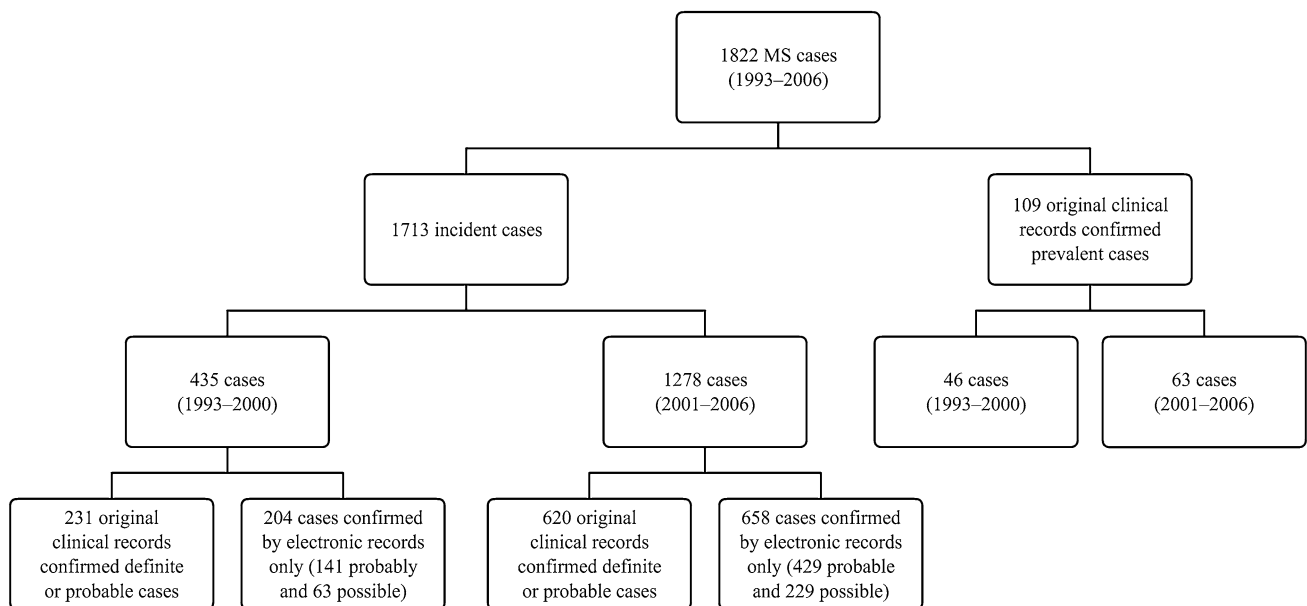 1822 MS cases
(1993–2006)
1713 incident cases
109 original clinical
records confirmed
prevalent cases
435 cases
(1993–2000)
1278 cases
(2001–2006)
46 cases
(1993–2000)
63 cases
(2001–2006)
231 original
clinical records
confirmed definite
or probable cases
204 cases confirmed
by electronic records
only (141 probably
and 63 possible)
620 original
clinical records
confirmed definite
or probable cases
658 cases confirmed
by electronic records
only (429 probable
and 229 possible)